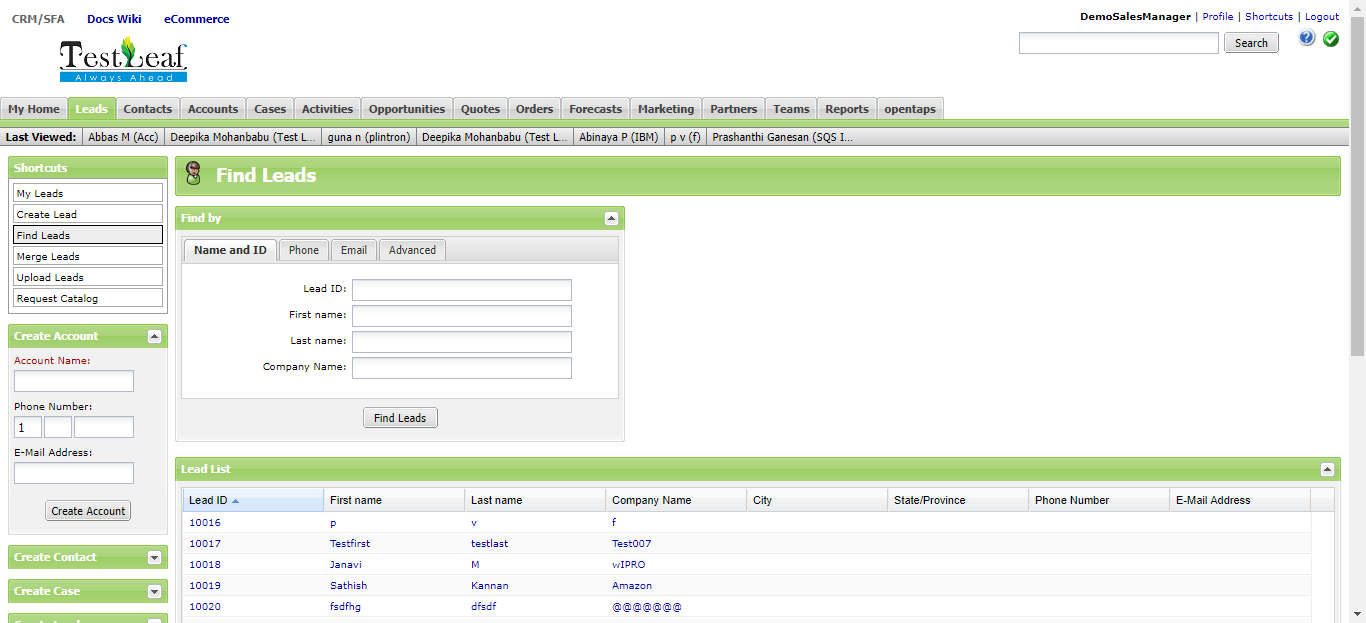 CRM/SFA Docs Wiki eCommerce
DemoSalesManager | Profile | Shortcuts | Logout
TestLeaf
Always Ahead
Search
?
My Home Leads Contacts Accounts Cases Activities Opportunities Quotes Orders Forecasts Marketing Partners Teams Reports opentaps
Last Viewed: Abbas M (Acc) Deepika Mohanbabu (Test L... guna n (plintron) Deepika Mohanbabu (Test L... Abinaya P (IBM) p v (f) Prashanthi Ganesan (SQS I...
Shortcuts
My Leads
Create Lead
Find Leads
Merge Leads
Upload Leads
Request Catalog
Create Account
Account Name:
Phone Number:
1
E-Mail Address:
Create Account
Create Contact
Create Case
Find Leads
Find by
Name and ID Phone Email Advanced
Lead ID:
First name:
Last name:
Company Name:
Find Leads
Lead List
Lead ID First name Last name Company Name City State/Province Phone Number E-Mail Address
10016 p v f
10017 Testfirst testlast Test007
10018 Janavi M wIPRO
10019 Sathish Kannan Amazon
10020 fsdfhg dfsdf @@@@@@@